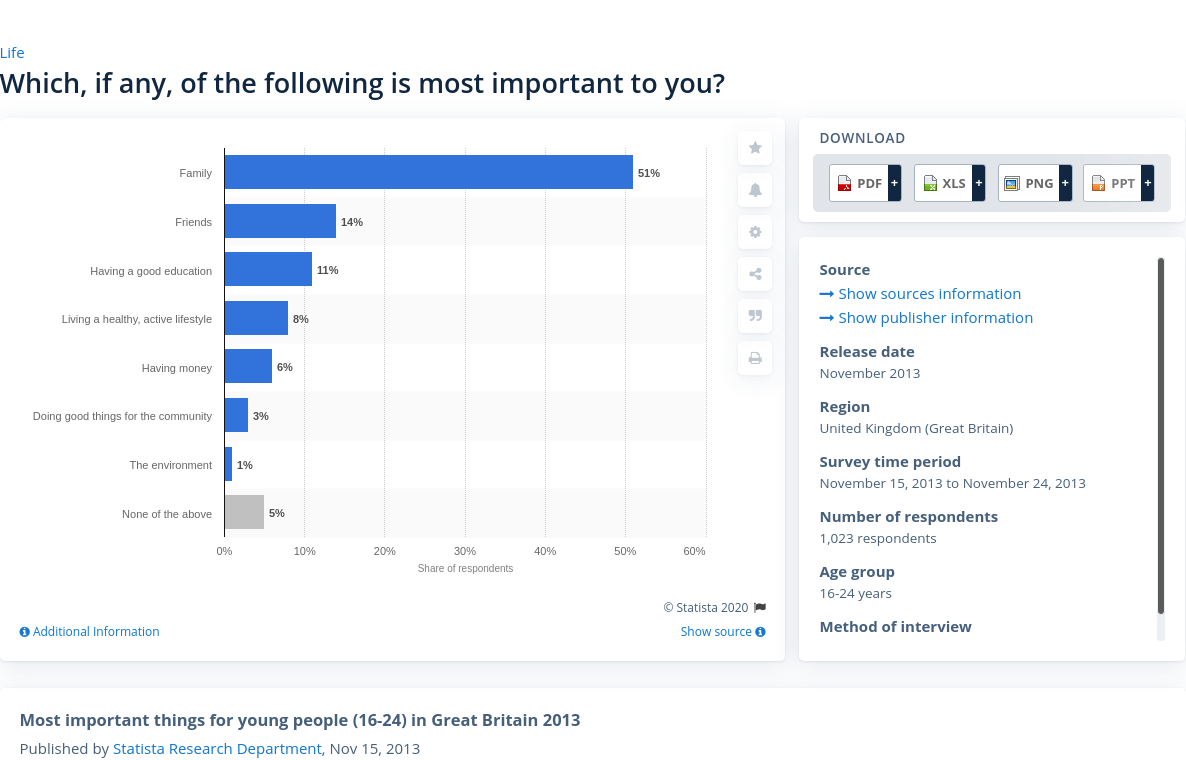 Life
Which, if any, of the following is most important to you?
Family
51%
Friends
14%
Having a good education
11%
Living a healthy, active lifestyle
8%
Having money
6%
Doing good things for the community
3%
The environment
1%
None of the above
5%
0% 10% 20% 30% 40% 50% 60%
Share of respondents
© Statista 2020
Additional Information
Show source
DOWNLOAD
PDF + XLS + PNG + PPT +
Source
Show sources information
Show publisher information
Release date
November 2013
Region
United Kingdom (Great Britain)
Survey time period
November 15, 2013 to November 24, 2013
Number of respondents
1,023 respondents
Age group
16-24 years
Method of interview
Most important things for young people (16-24) in Great Britain 2013
Published by Statista Research Department, Nov 15, 2013